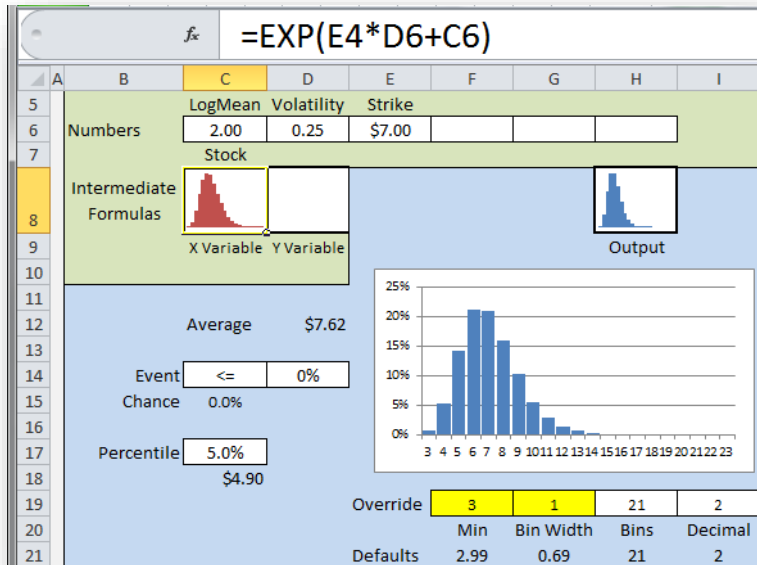 fx =EXP(E4*D6+C6)
A B C D E F G H I
5 LogMean Volatility Strike
6 Numbers 2.00 0.25 $7.00
7 Stock
8 Intermediate
Formulas
9 X Variable Y Variable Output
10
11
12 Average $7.62
13
14 Event <= 0%
15 Chance 0.0%
16
17 Percentile 5.0%
18 $4.90
25%
20%
15%
10%
5%
0%
3 4 5 6 7 8 9 10 11 12 13 14 15 16 17 18 19 20 21 22 23
19 Override 3 1 21 2
20 Min Bin Width Bins Decimal
21 Defaults 2.99 0.69 21 2